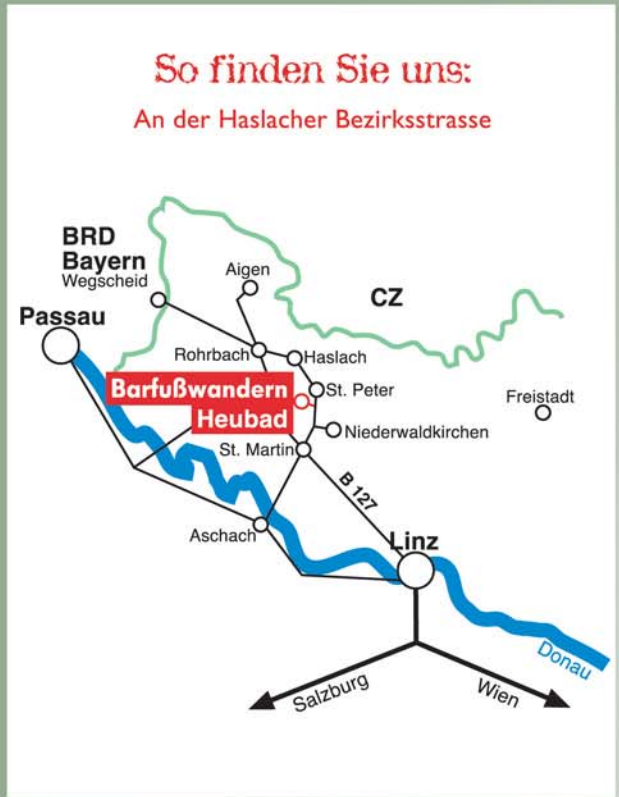 So finden Sie uns:
An der Haslacher Bezirksstrasse
BRD
Bayern
Wegscheid
Aigen
CZ
Passau
Rohrbach
Haslach
Barfußwandern
Heubad
St. Peter
Freistadt
Niederwaldkirchen
St. Martin
B 127
Aschach
Linz
Donau
Salzburg
Wien